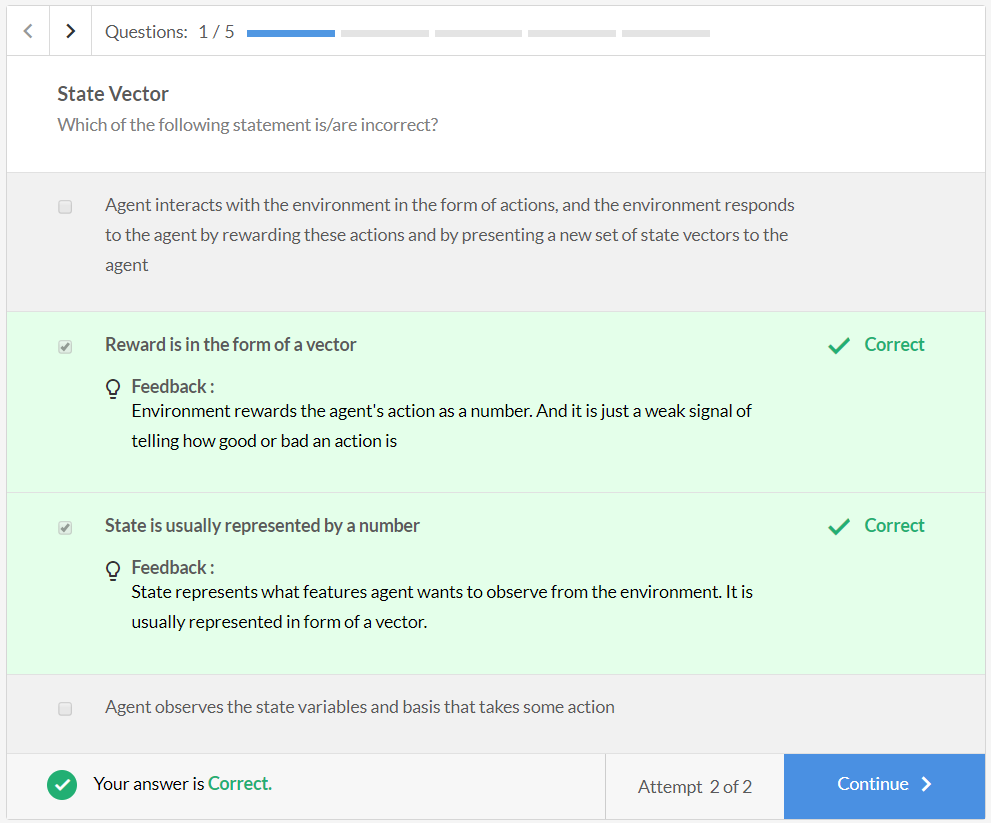 Questions: 1 / 5
State Vector
Which of the following statement is/are incorrect?
Agent interacts with the environment in the form of actions, and the environment responds
to the agent by rewarding these actions and by presenting a new set of state vectors to the
agent
Reward is in the form of a vector
Correct
Feedback :
Environment rewards the agent's action as a number. And it is just a weak signal of
telling how good or bad an action is
State is usually represented by a number
Correct
Feedback :
State represents what features agent wants to observe from the environment. It is
usually represented in form of a vector.
Agent observes the state variables and basis that takes some action
Your answer is Correct.
Attempt 2 of 2
Continue